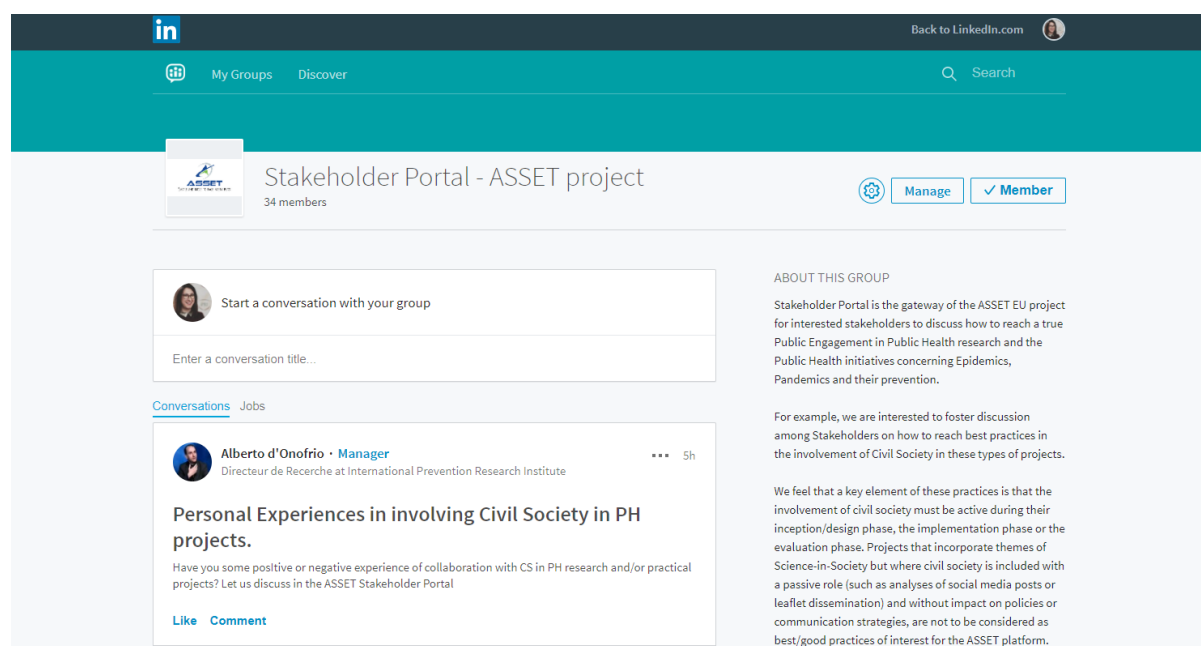 in
Back to LinkedIn.com
My Groups Discover
Search
ASSET
Stakeholder Portal - ASSET project
34 members
Manage
✓ Member
Start a conversation with your group
Enter a conversation title...
Conversations Jobs
Alberto d'Onofrio • Manager
••• 5h
Directeur de Recerche at International Prevention Research Institute
Personal Experiences in involving Civil Society in PH
projects.
Have you some positive or negative experience of collaboration with CS in PH research and/or practical
projects? Let us discuss in the ASSET Stakeholder Portal
Like Comment
ABOUT THIS GROUP
Stakeholder Portal is the gateway of the ASSET EU project
for interested stakeholders to discuss how to reach a true
Public Engagement in Public Health research and the
Public Health initiatives concerning Epidemics,
Pandemics and their prevention.
For example, we are interested to foster discussion
among Stakeholders on how to reach best practices in
the involvement of Civil Society in these types of projects.
We feel that a key element of these practices is that the
involvement of civil society must be active during their
inception/design phase, the implementation phase or the
evaluation phase. Projects that incorporate themes of
Science-in-Society but where civil society is included with
a passive role (such as analyses of social media posts or
leaflet dissemination) and without impact on policies or
communication strategies, are not to be considered as
best/good practices of interest for the ASSET platform.